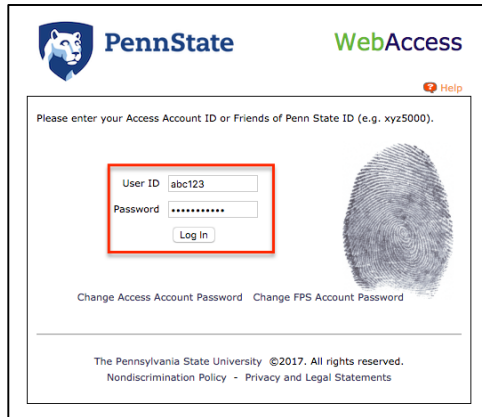 PennState WebAccess
Help
Please enter your Access Account ID or Friends of Penn State ID (e.g. xyz5000).
User ID abc123
Password •••••••••••
Log In
Change Access Account Password Change FPS Account Password
The Pennsylvania State University ©2017. All rights reserved.
Nondiscrimination Policy - Privacy and Legal Statements